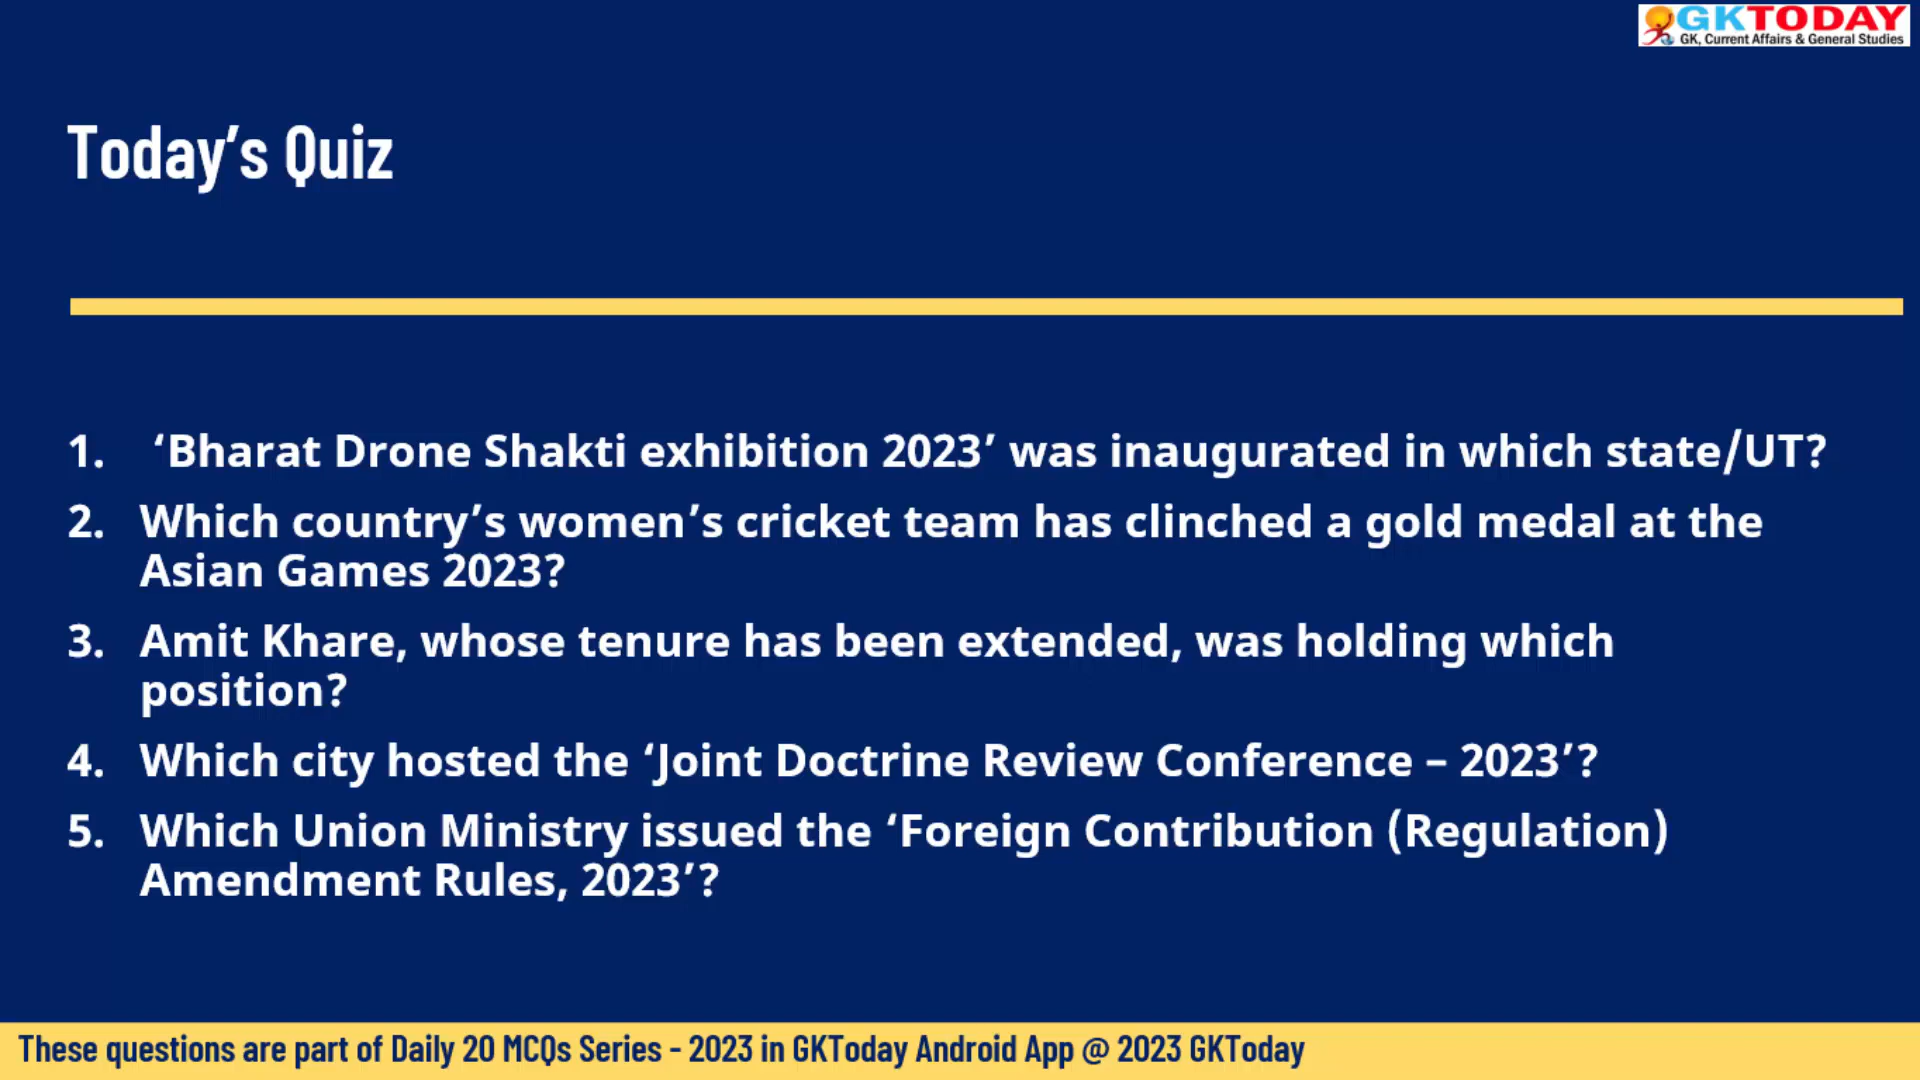 GKTODAY
GK, Current Affairs & General Studies
Today’s Quiz
1. ‘Bharat Drone Shakti exhibition 2023’ was inaugurated in which state/UT?
2. Which country’s women’s cricket team has clinched a gold medal at the
Asian Games 2023?
3. Amit Khare, whose tenure has been extended, was holding which
position?
4. Which city hosted the ‘Joint Doctrine Review Conference – 2023’?
5. Which Union Ministry issued the ‘Foreign Contribution (Regulation)
Amendment Rules, 2023’?
These questions are part of Daily 20 MCQs Series - 2023 in GKToday Android App @ 2023 GKToday